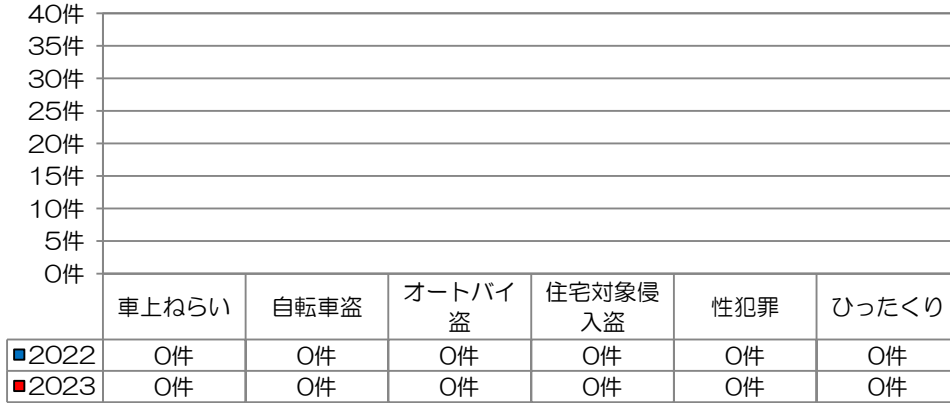 40件
35件
30件
25件
20件
15件
10件
5件
0件
車上ねらい 自転車盗 オートバイ盗 住宅対象侵入盗 性犯罪 ひったくり
2022 0件 0件 0件 0件 0件 0件
2023 0件 0件 0件 0件 0件 0件